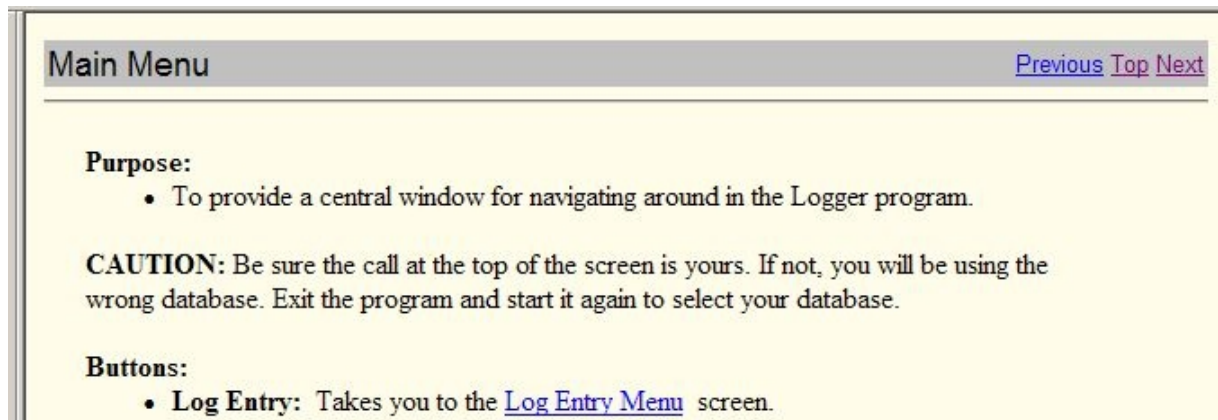 Main Menu
Previous Top Next
Purpose:
• To provide a central window for navigating around in the Logger program.
CAUTION: Be sure the call at the top of the screen is yours. If not, you will be using the
wrong database. Exit the program and start it again to select your database.
Buttons:
• Log Entry: Takes you to the Log Entry Menu screen.